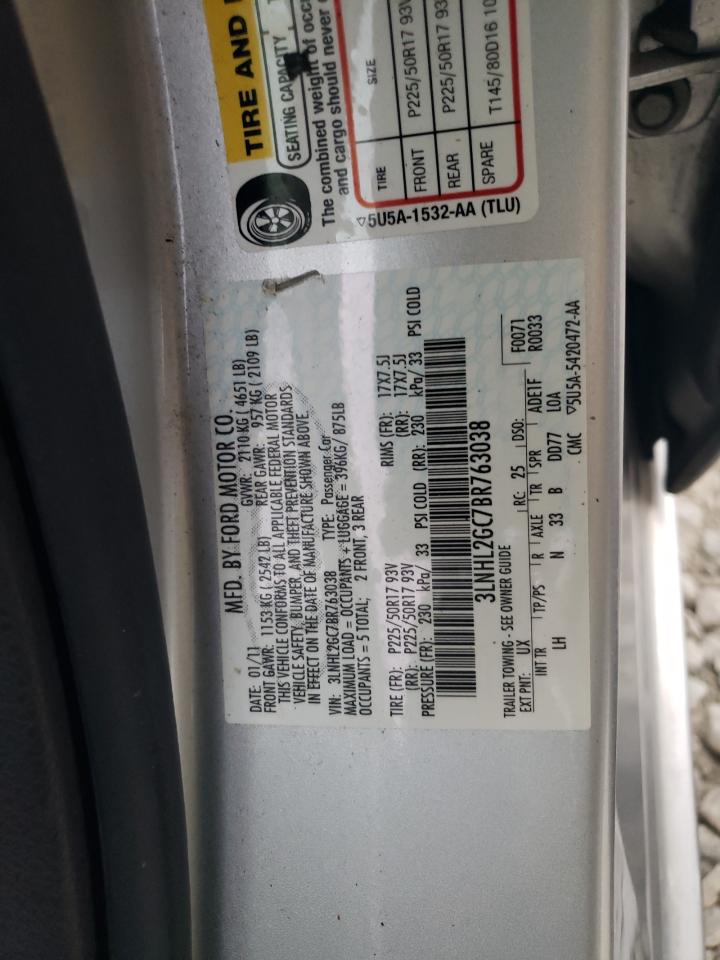 MFD. BY FORD MOTOR CO.
DATE: 01/11 GVWR: 2110 KG ( 4651 LB)
FRONT GAWR: 1153 KG ( 2542 LB) REAR GAWR: 957 KG ( 2109 LB)
THIS VEHICLE CONFORMS TO ALL APPLICABLE FEDERAL MOTOR
VEHICLE SAFETY, BUMPER, AND THEFT PREVENTION STANDARDS
IN EFFECT ON THE DATE OF MANUFACTURE SHOWN ABOVE.
VIN: 3LNHL2GC7BR763038 TYPE: Passenger Car
MAXIMUM LOAD = OCCUPANTS + LUGGAGE = 396KG/ 875LB
OCCUPANTS = 5 TOTAL; 2 FRONT, 3 REAR
TIRE (FR): P225/50R17 93V RIMS (FR): 17X7.5J
(RR): P225/50R17 93V (RR): 17X7.5J
PRESSURE (FR): 230 kPa/ 33 PSI COLD (RR): 230 kPa/ 33 PSI COLD
3LNHL2GC7BR763038
TRAILER TOWING - SEE OWNER GUIDE F0071
EXT PNT: UX RC: 25 DSO: R0033
INT TR TP/PS R AXLE TR SPR ADE1F
LH N 33 B DD77 LOA
CMC ▽5U5A-5420472-AA
TIRE AND
SEATING CAPACITY
The combined weight of occ
and cargo should never
TIRE SIZE
FRONT P225/50R17 93V
REAR P225/50R17 93
SPARE T145/80D16 10
▽5U5A-1532-AA (TLU)